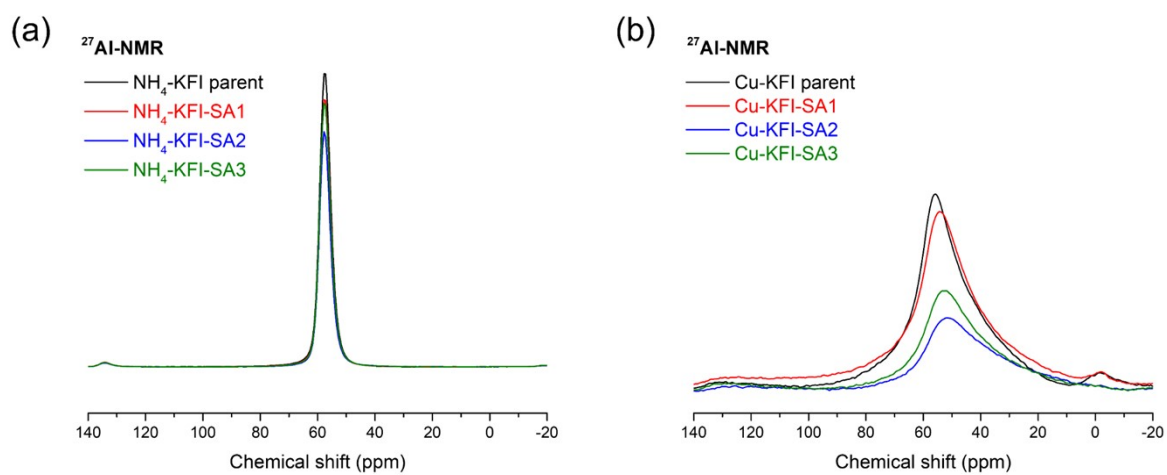 (a)
²⁷Al-NMR
NH₄-KFI parent
NH₄-KFI-SA1
NH₄-KFI-SA2
NH₄-KFI-SA3
140 120 100 80 60 40 20 0 -20
Chemical shift (ppm)
(b)
²⁷Al-NMR
Cu-KFI parent
Cu-KFI-SA1
Cu-KFI-SA2
Cu-KFI-SA3
140 120 100 80 60 40 20 0 -20
Chemical shift (ppm)